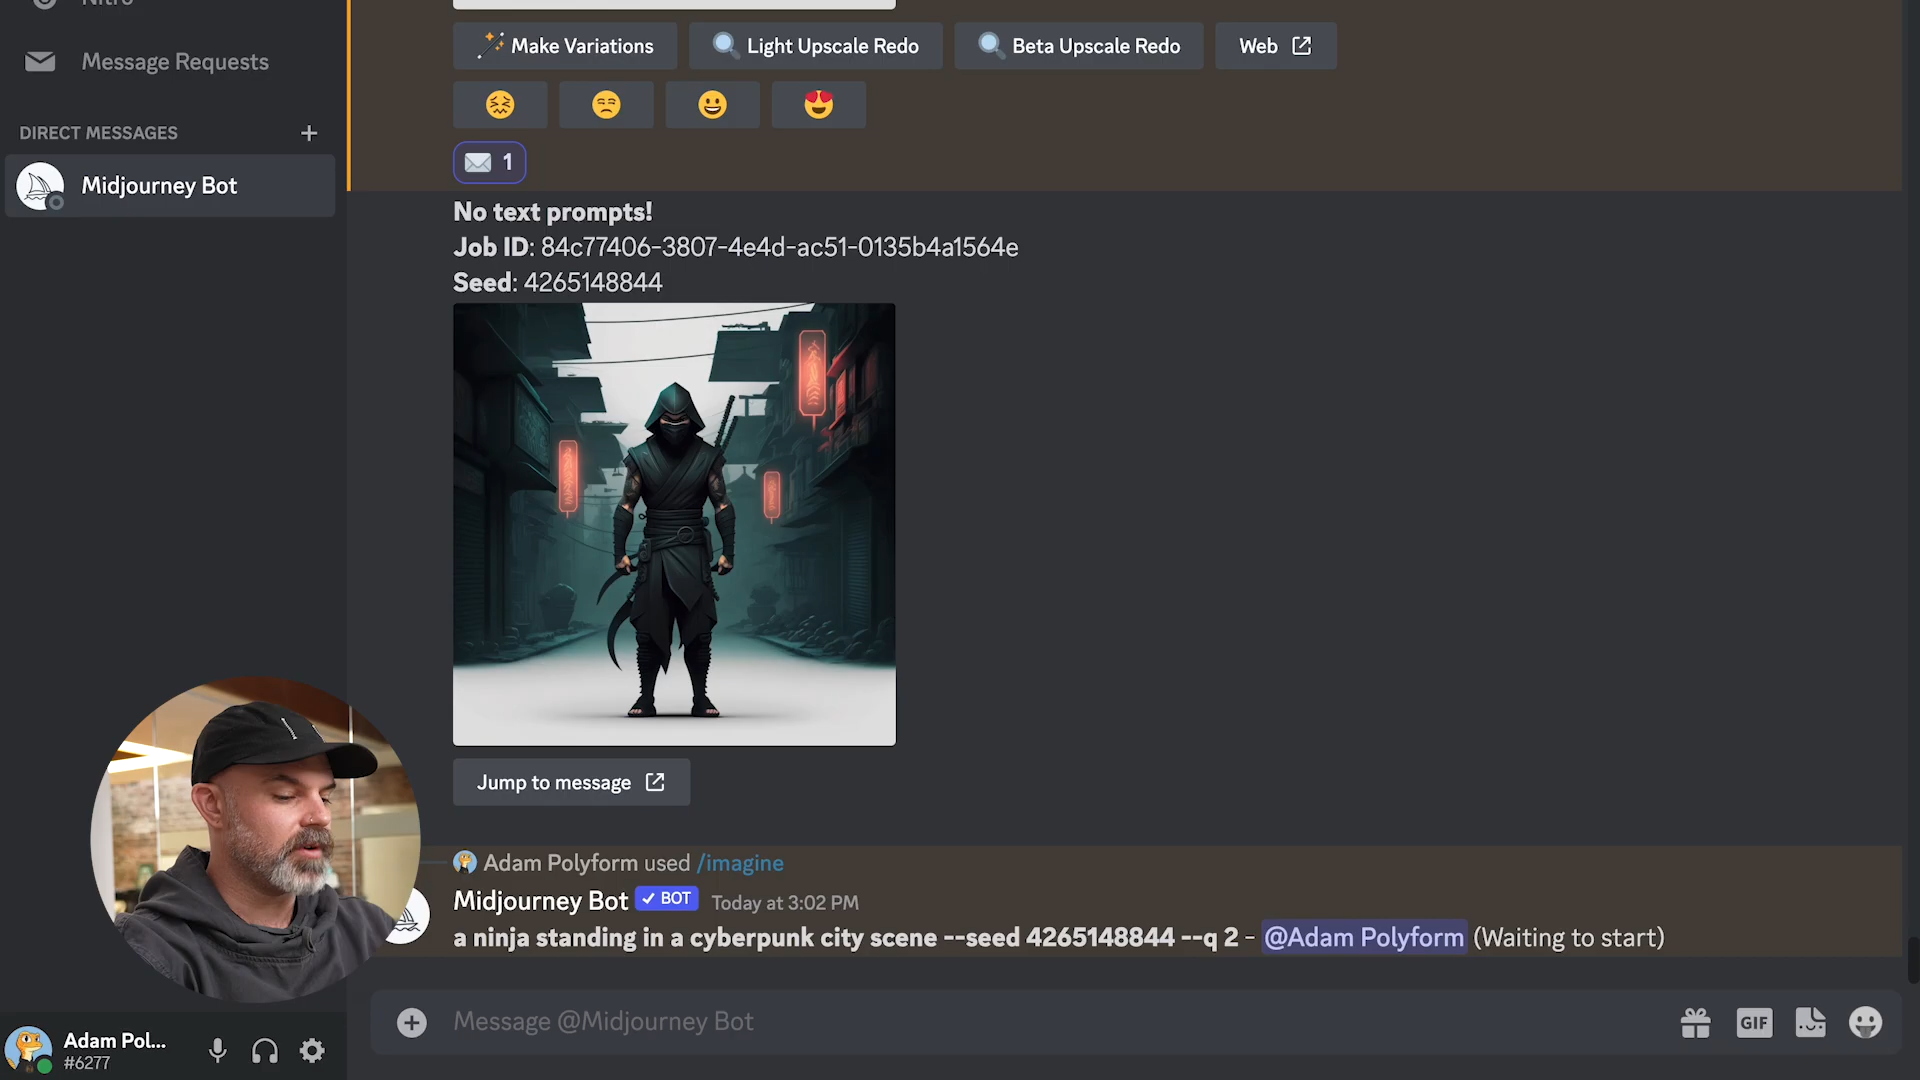 Nitro
Message Requests
DIRECT MESSAGES
Midjourney Bot
Make Variations
Light Upscale Redo
Beta Upscale Redo
Web
1
No text prompts!
Job ID: 84c77406-3807-4e4d-ac51-0135b4a1564e
Seed: 4265148844
Jump to message
Adam Polyform used /imagine
Midjourney Bot BOT Today at 3:02 PM
a ninja standing in a cyberpunk city scene --seed 4265148844 --q 2 - @Adam Polyform (Waiting to start)
Message @Midjourney Bot
GIF
Adam Pol...
#6277